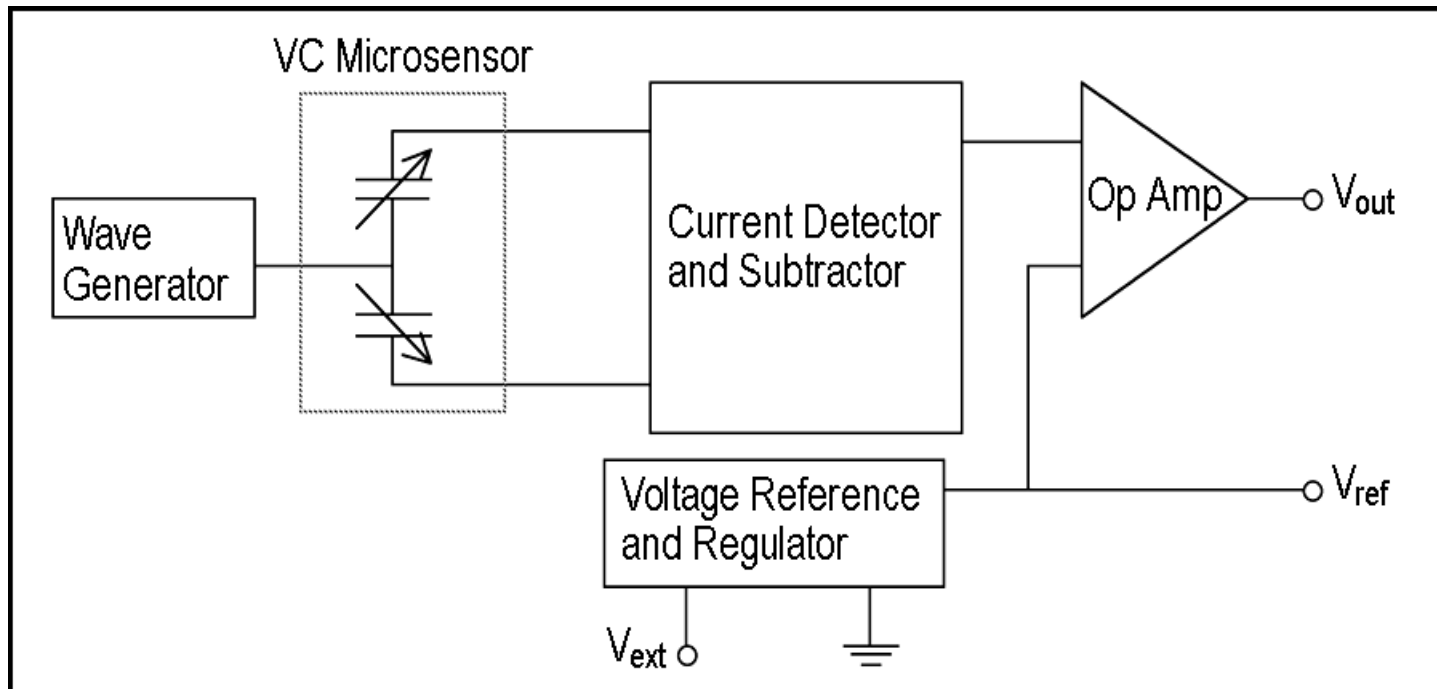 VC Microsensor
Wave
Generator
Current Detector
and Subtractor
Op Amp
Vout
Voltage Reference
and Regulator
Vref
Vext